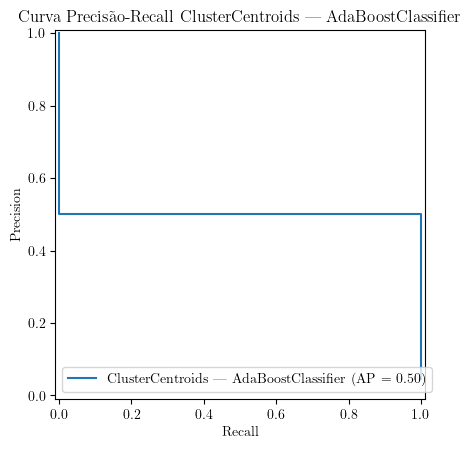 Curva Precisão-Recall ClusterCentroids — AdaBoostClassifier
1.0
0.8
0.6
0.4
0.2
0.0
Precision
ClusterCentroids — AdaBoostClassifier (AP = 0.50)
0.0 0.2 0.4 0.6 0.8 1.0
Recall